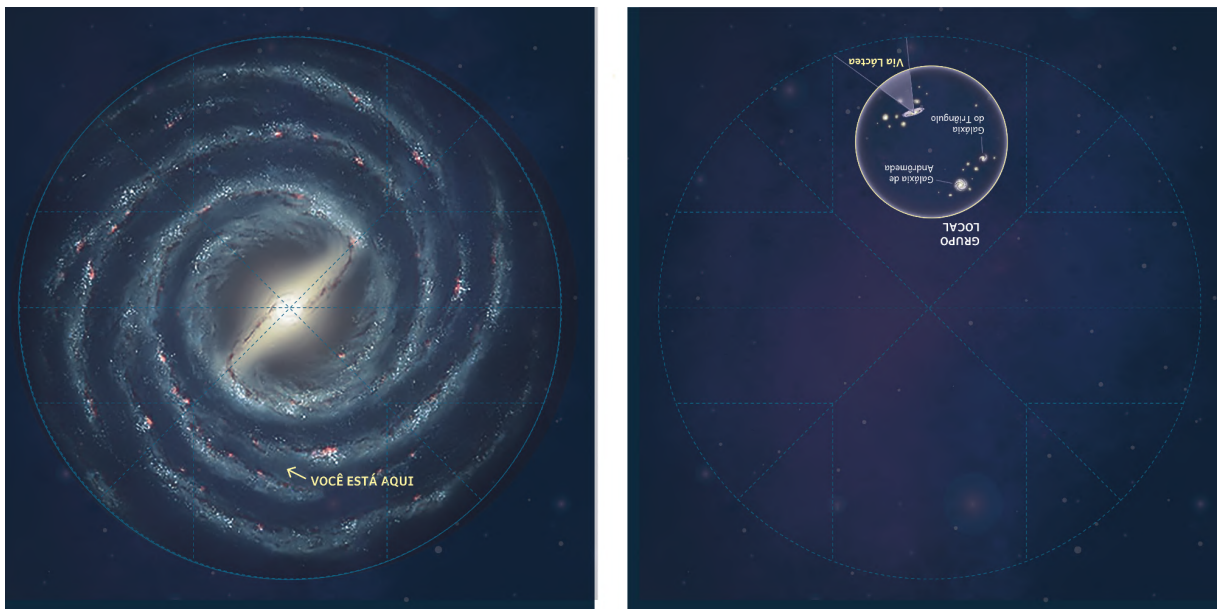 VOCÊ ESTÁ AQUI
GRUPO
LOCAL
Galáxia de
Andrômeda
Galáxia
do Triângulo
Via Láctea